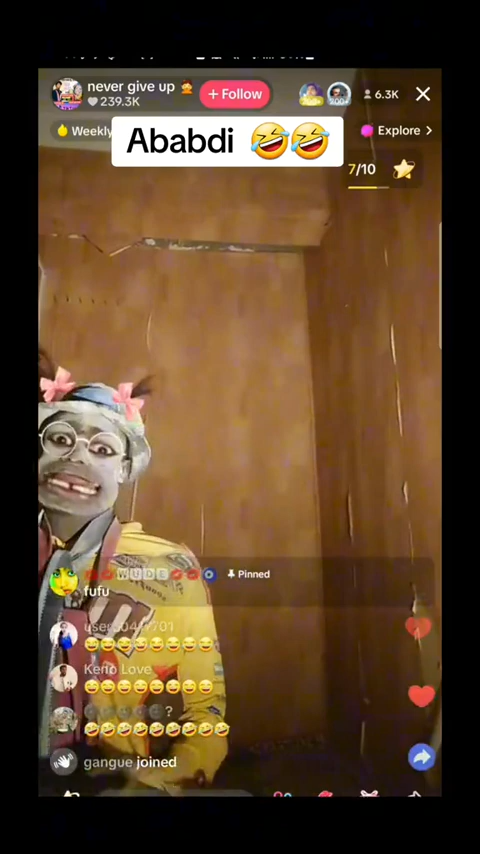 never give up 🙅
239.3K
+ Follow
6.3K
Weekly
Explore >
Ababdi 🤣🤣
7/10
WUDE
Pinned
fufu
😂😂😂😂😂😂😂😂
Keno Love
😂😂😂😂😂😂😂😂
?
🤣🤣🤣🤣🤣🤣🤣🤣🤣
gangue joined